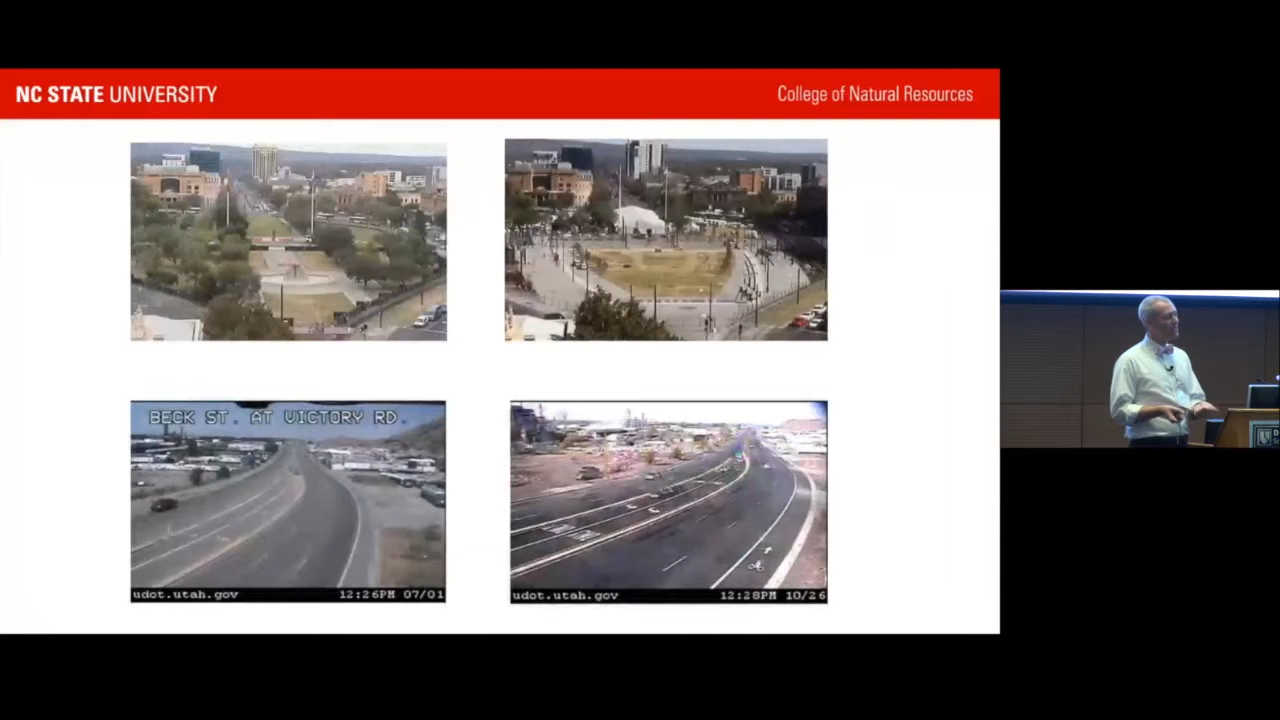 NC STATE UNIVERSITY
College of Natural Resources
BECK ST. AT VICTORY RD.
udot.utah.gov
12:26PM 07/01
udot.utah.gov
12:28PM 10/26